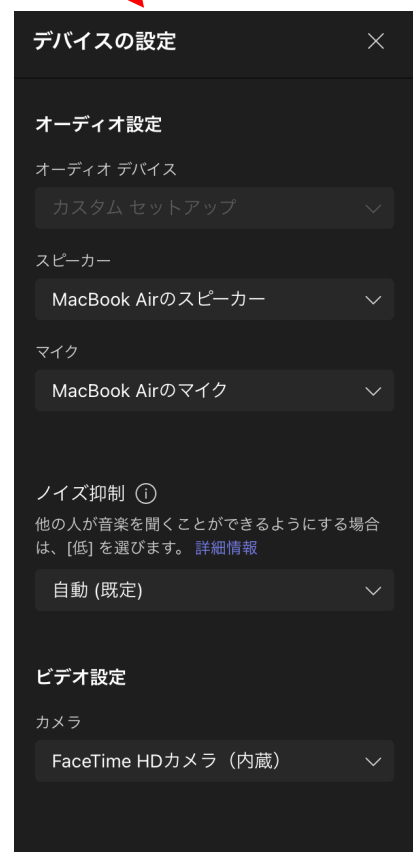 デバイスの設定
オーディオ設定
オーディオ デバイス
カスタム セットアップ
スピーカー
MacBook Airのスピーカー
マイク
MacBook Airのマイク
ノイズ抑制
他の人が音楽を聞くことができるようにする場合
は、[低] を選びます。 詳細情報
自動 (既定)
ビデオ設定
カメラ
FaceTime HDカメラ（内蔵）